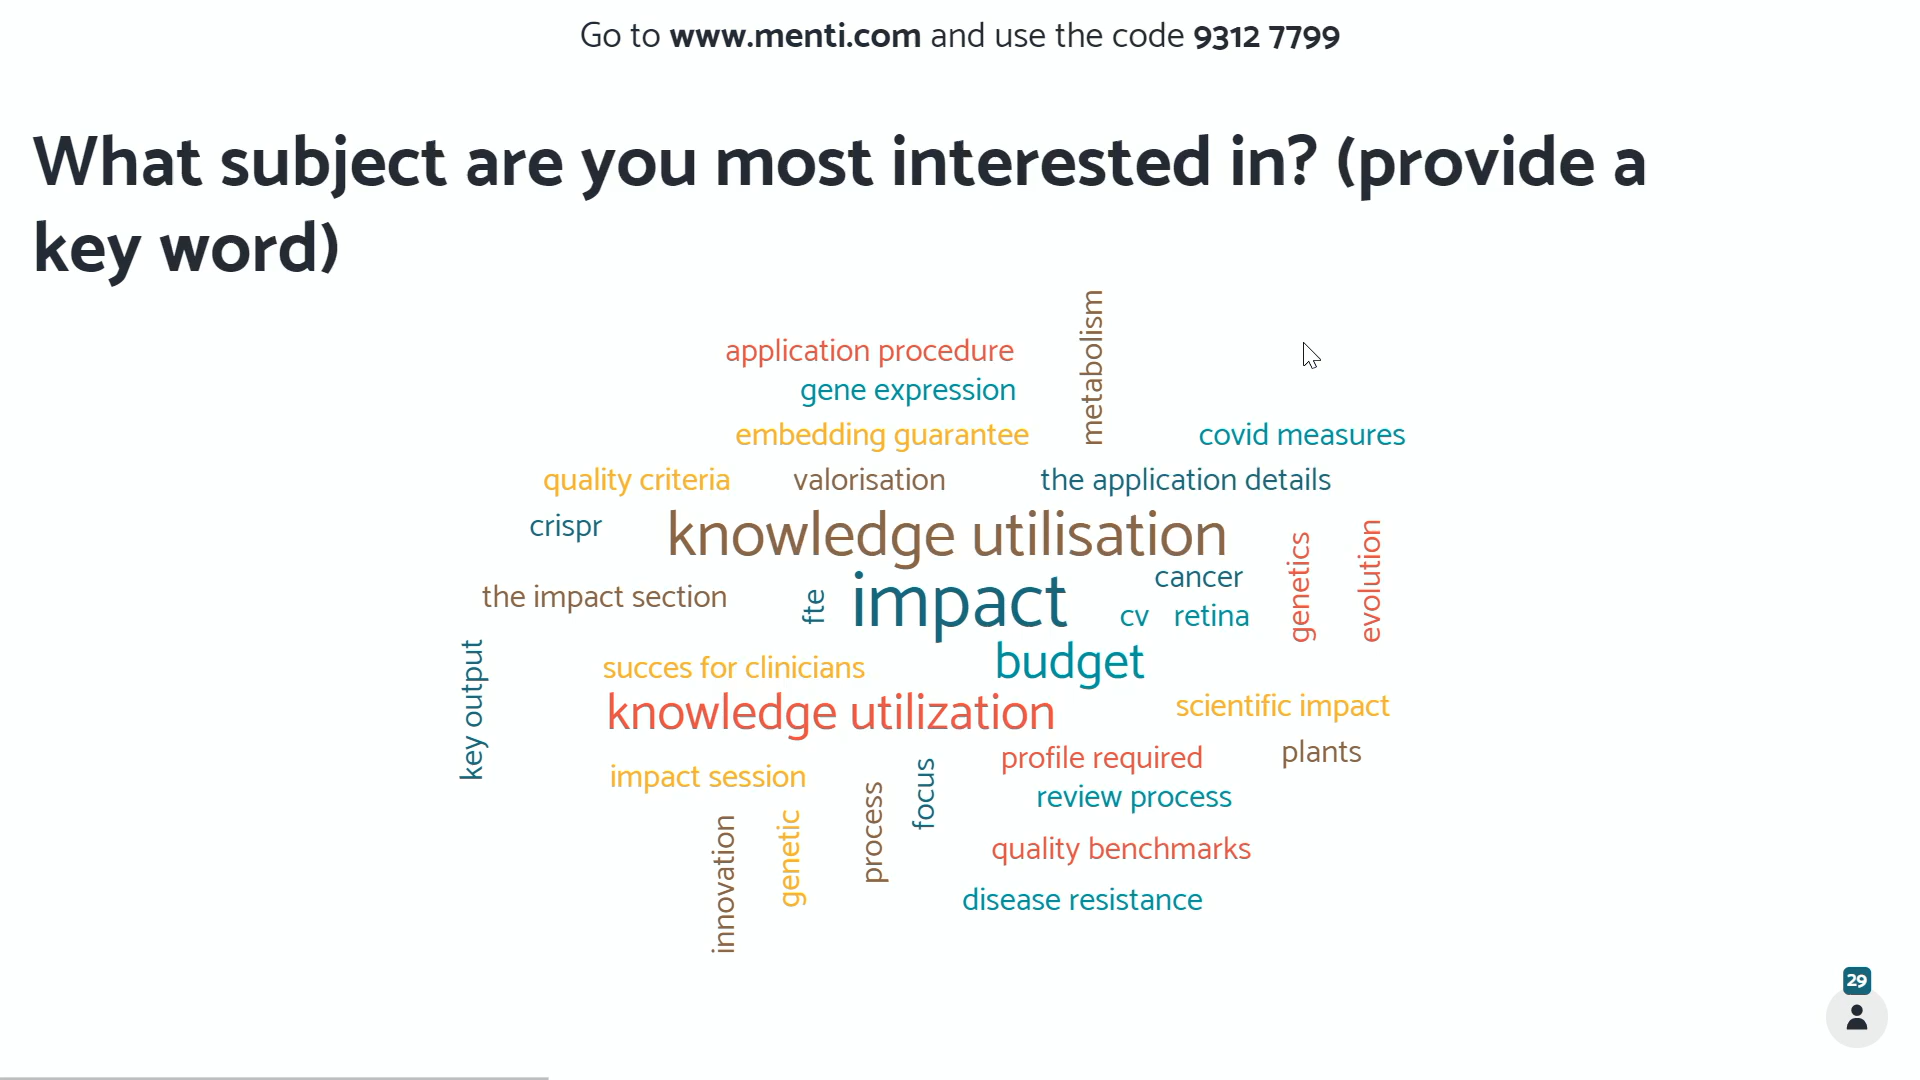 Go to www.menti.com and use the code 9312 7799
What subject are you most interested in? (provide a
key word)
metabolism
application procedure
gene expression
embedding guarantee
covid measures
quality criteria
valorisation
the application details
crispr
knowledge utilisation
genetics
evolution
cancer
the impact section
fte
impact
cv
retina
key output
succes for clinicians
budget
knowledge utilization
scientific impact
profile required
plants
impact session
focus
process
review process
innovation
genetic
quality benchmarks
disease resistance
29